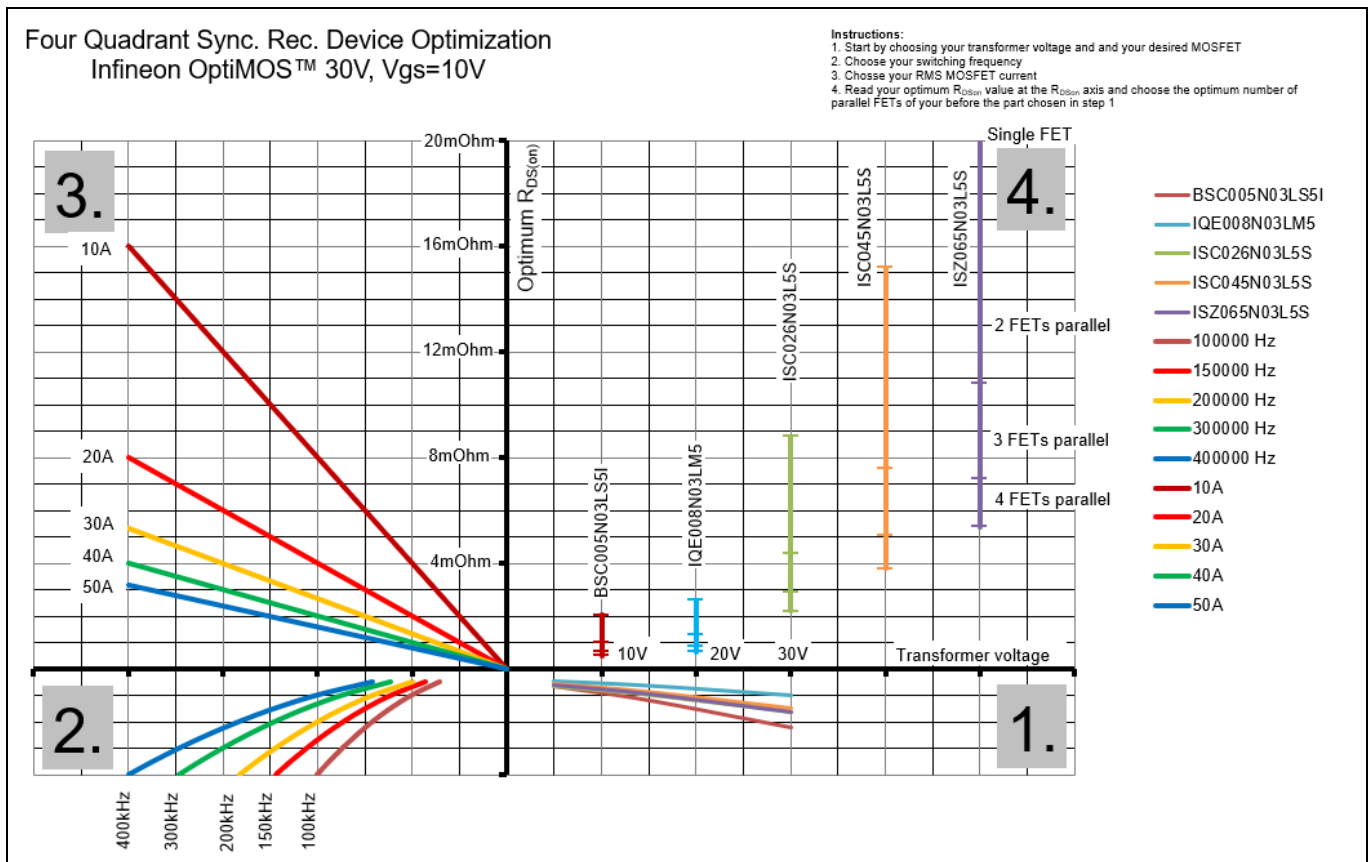 Four Quadrant Sync. Rec. Device Optimization
Infineon OptiMOS™ 30V, Vgs=10V
Instructions:
1. Start by choosing your transformer voltage and and your desired MOSFET
2. Choose your switching frequency
3. Chosse your RMS MOSFET current
4. Read your optimum RDSon value at the RDSon axis and choose the optimum number of
parallel FETs of your before the part chosen in step 1
3.
20mOhm
16mOhm
12mOhm
8mOhm
4mOhm
Optimum RDS(on)
10A
20A
30A
40A
50A
4.
Single FET
2 FETs parallel
3 FETs parallel
4 FETs parallel
BSC005N03LS5I
IQE008N03LM5
ISC026N03L5S
ISC045N03L5S
ISZ065N03L5S
10V
20V
30V
Transformer voltage
2.
1.
400kHz
300kHz
200kHz
150kHz
100kHz
BSC005N03LS5I
IQE008N03LM5
ISC026N03L5S
ISC045N03L5S
ISZ065N03L5S
100000 Hz
150000 Hz
200000 Hz
300000 Hz
400000 Hz
10A
20A
30A
40A
50A